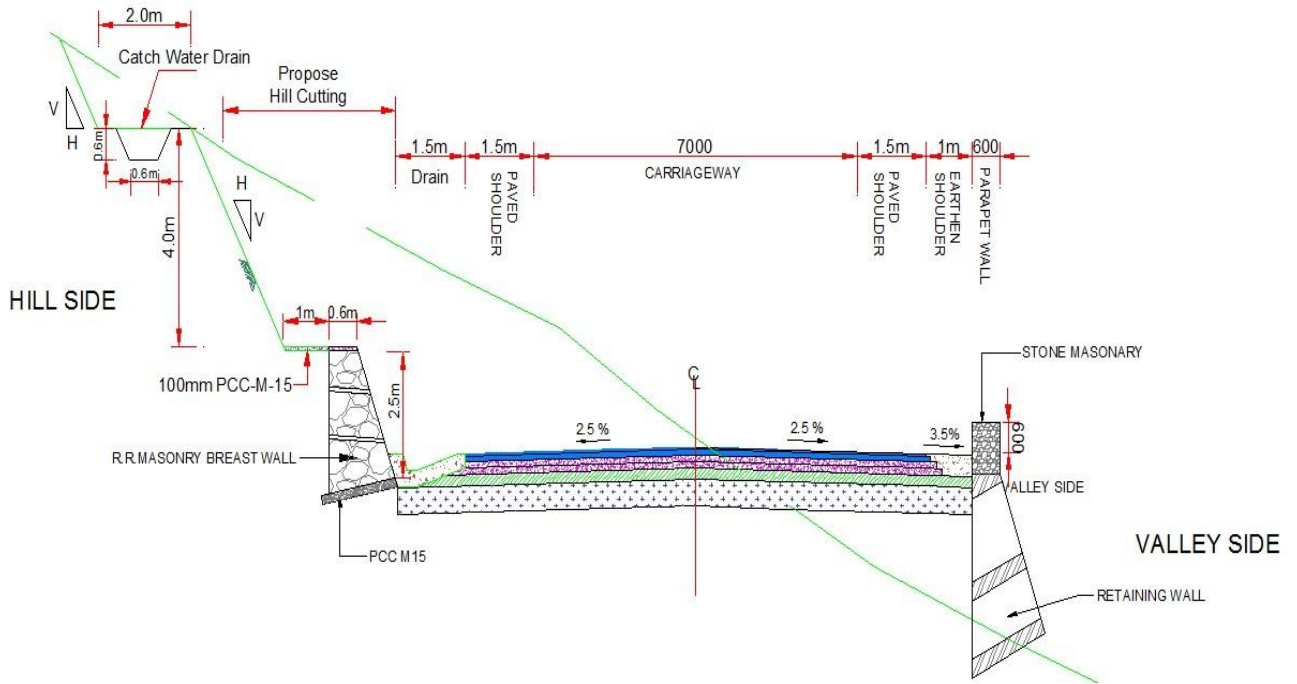 2.0m
Catch Water Drain
Propose
Hill Cutting
V
H
0.6m
0.6m
1.5m
1.5m
7000
1.5m
1m
600
Drain
CARRIAGEWAY
PAVED
SHOULDER
PAVED
SHOULDER
EARTHEN
SHOULDER
PARAPET WALL
H
V
4.0m
HILL SIDE
1m
0.6m
STONE MASONARY
100mm PCC-M-15
2.5m
CL
2.5 %
2.5 %
3.5%
600
R.R.MASONRY BREAST WALL
ALLEY SIDE
VALLEY SIDE
PCC M15
RETAINING WALL